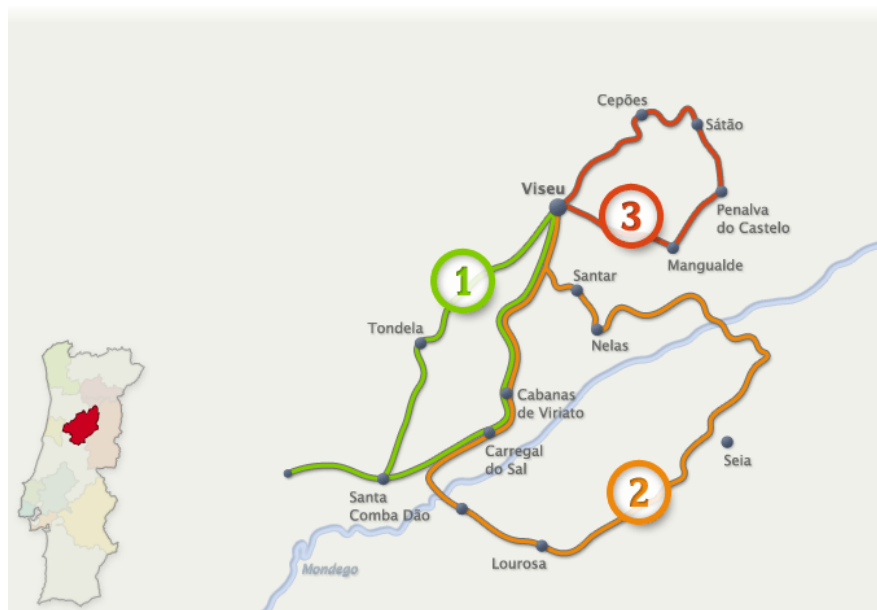 Cepões
Sátão
Viseu
3
Penalva
do Castelo
Mangualde
1
Santar
Tondela
Nelas
Cabanas
de Viriato
Carregal
do Sal
Seia
Santa
Comba Dão
2
Lourosa
Mondego